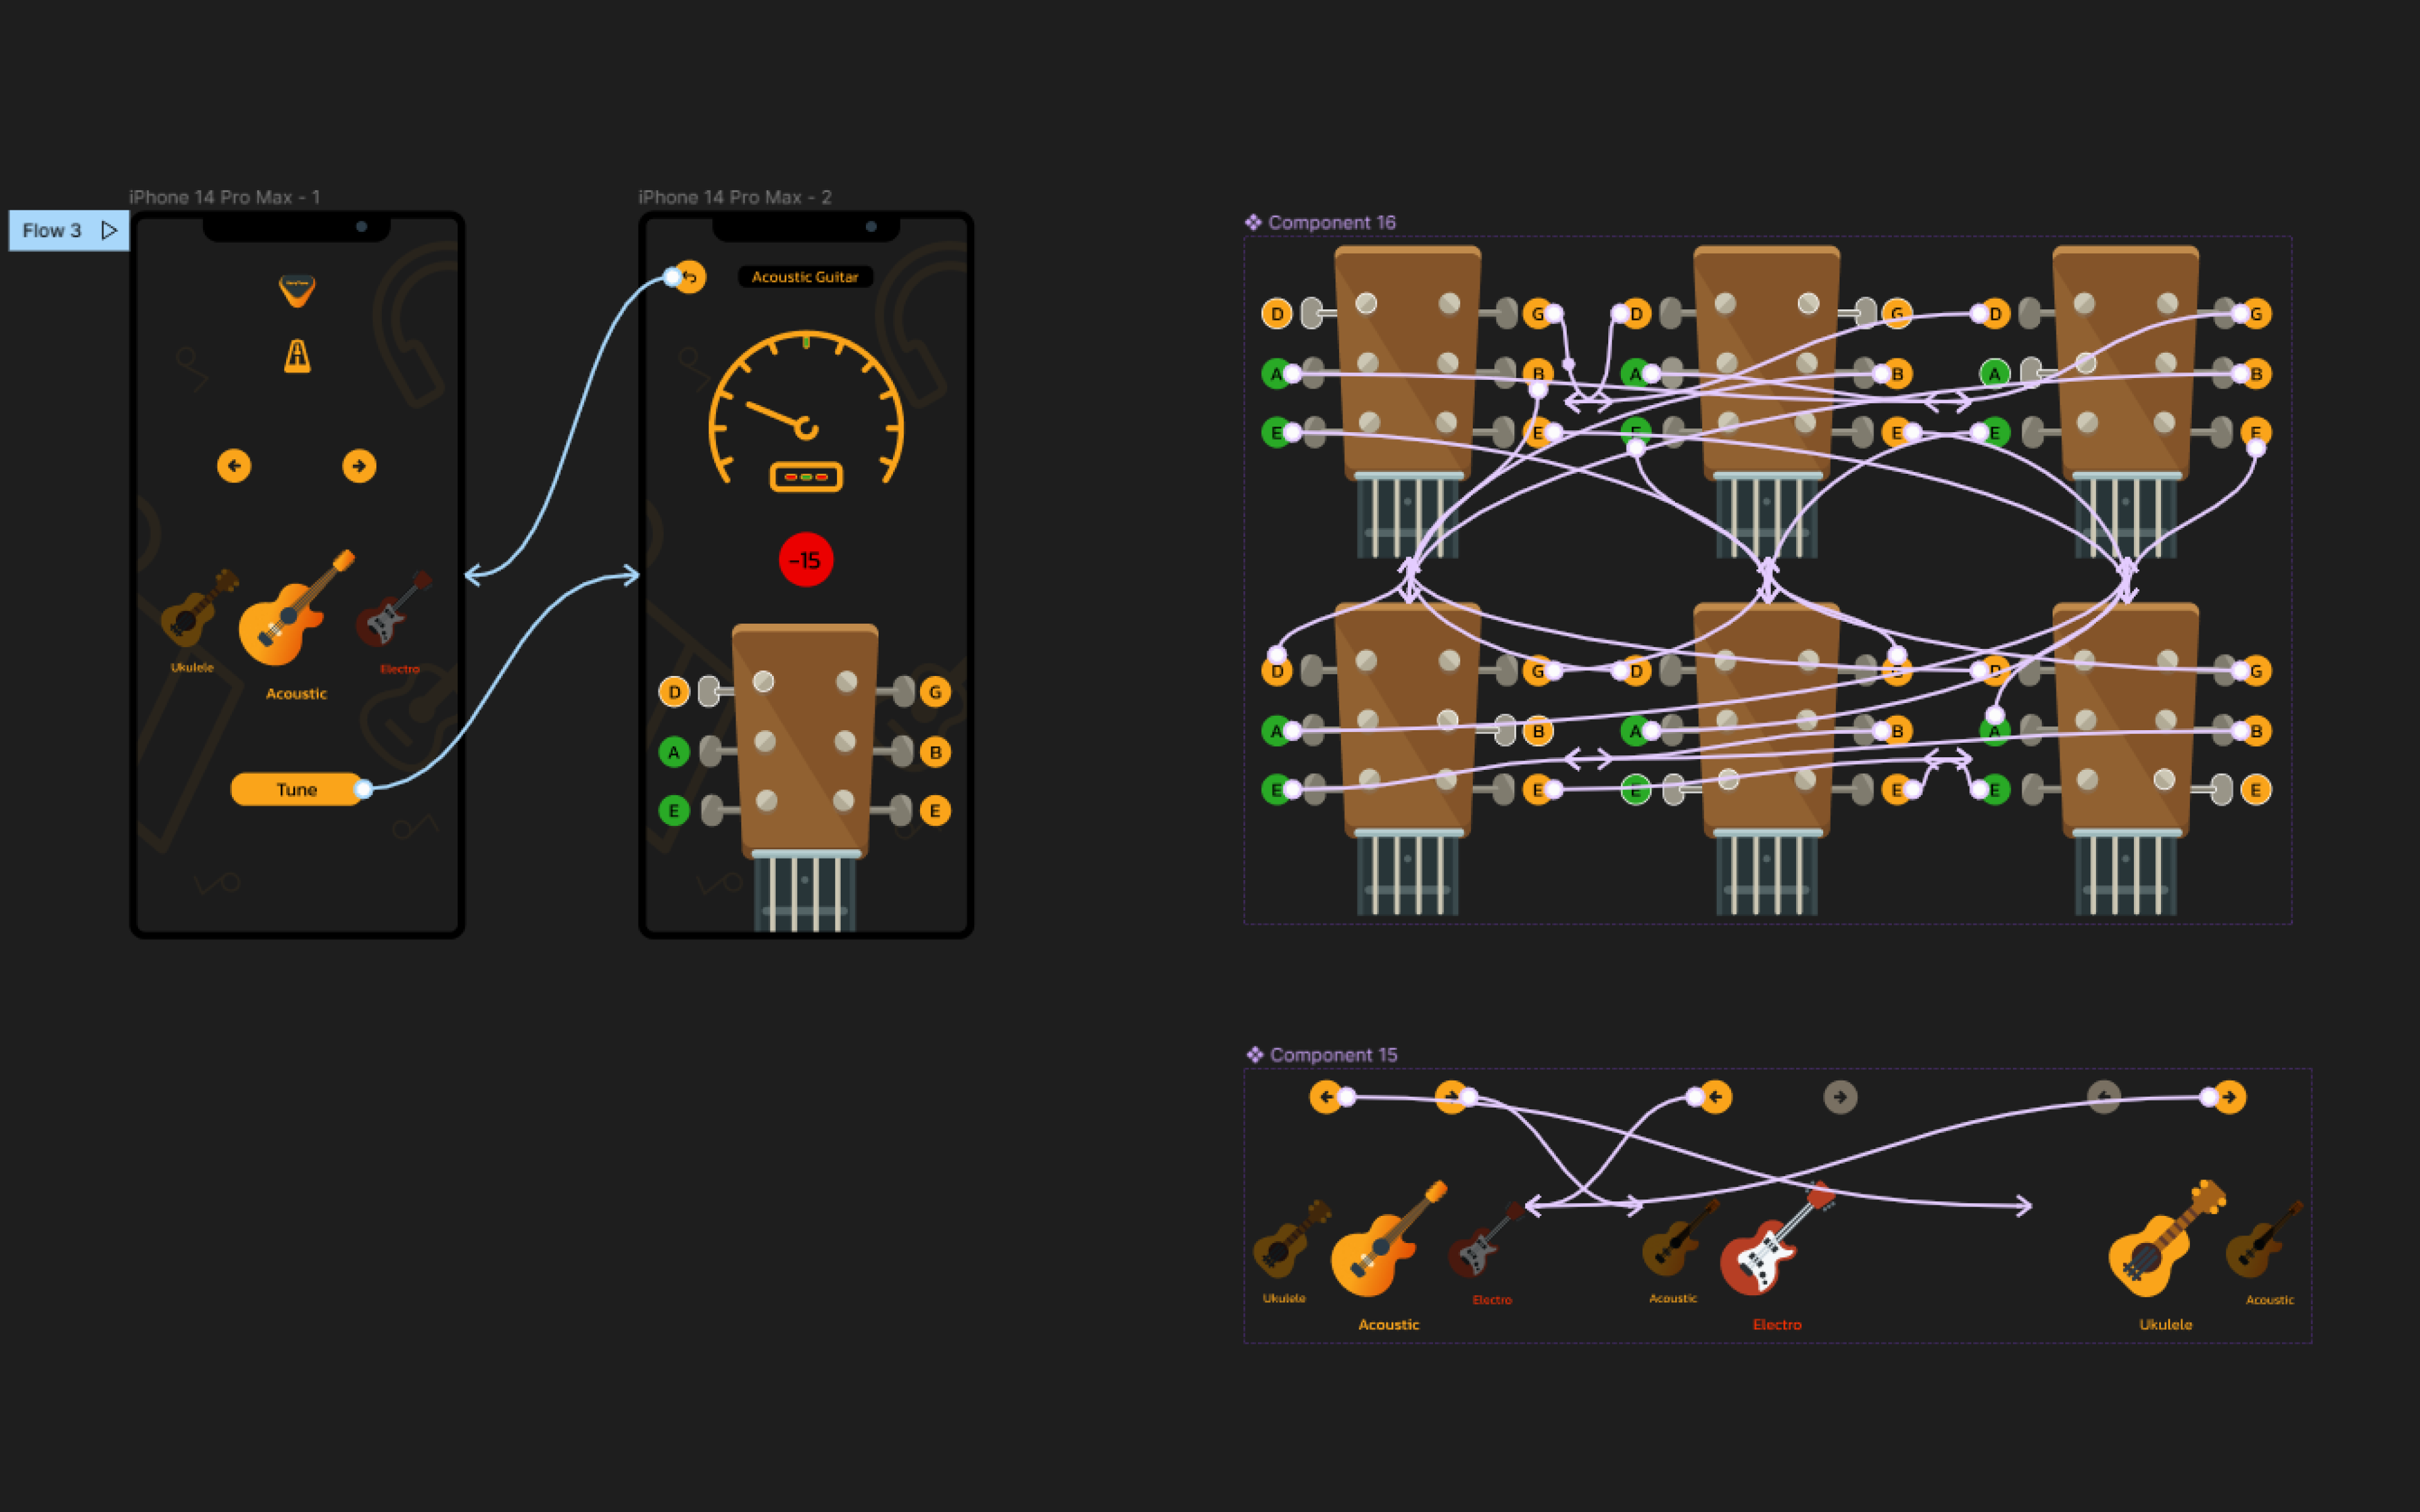 iPhone 14 Pro Max - 1
Flow 3
Ukulele
Electro
Acoustic
Tune
iPhone 14 Pro Max - 2
Acoustic Guitar
-15
D G
A B
E E
Component 16
D G D G D G
A B A B A B
E E E E E E
D G D G D G
A B A B A B
E E E E E E
Component 15
Ukulele
Electro
Acoustic
Acoustic
Electro
Acoustic
Ukulele